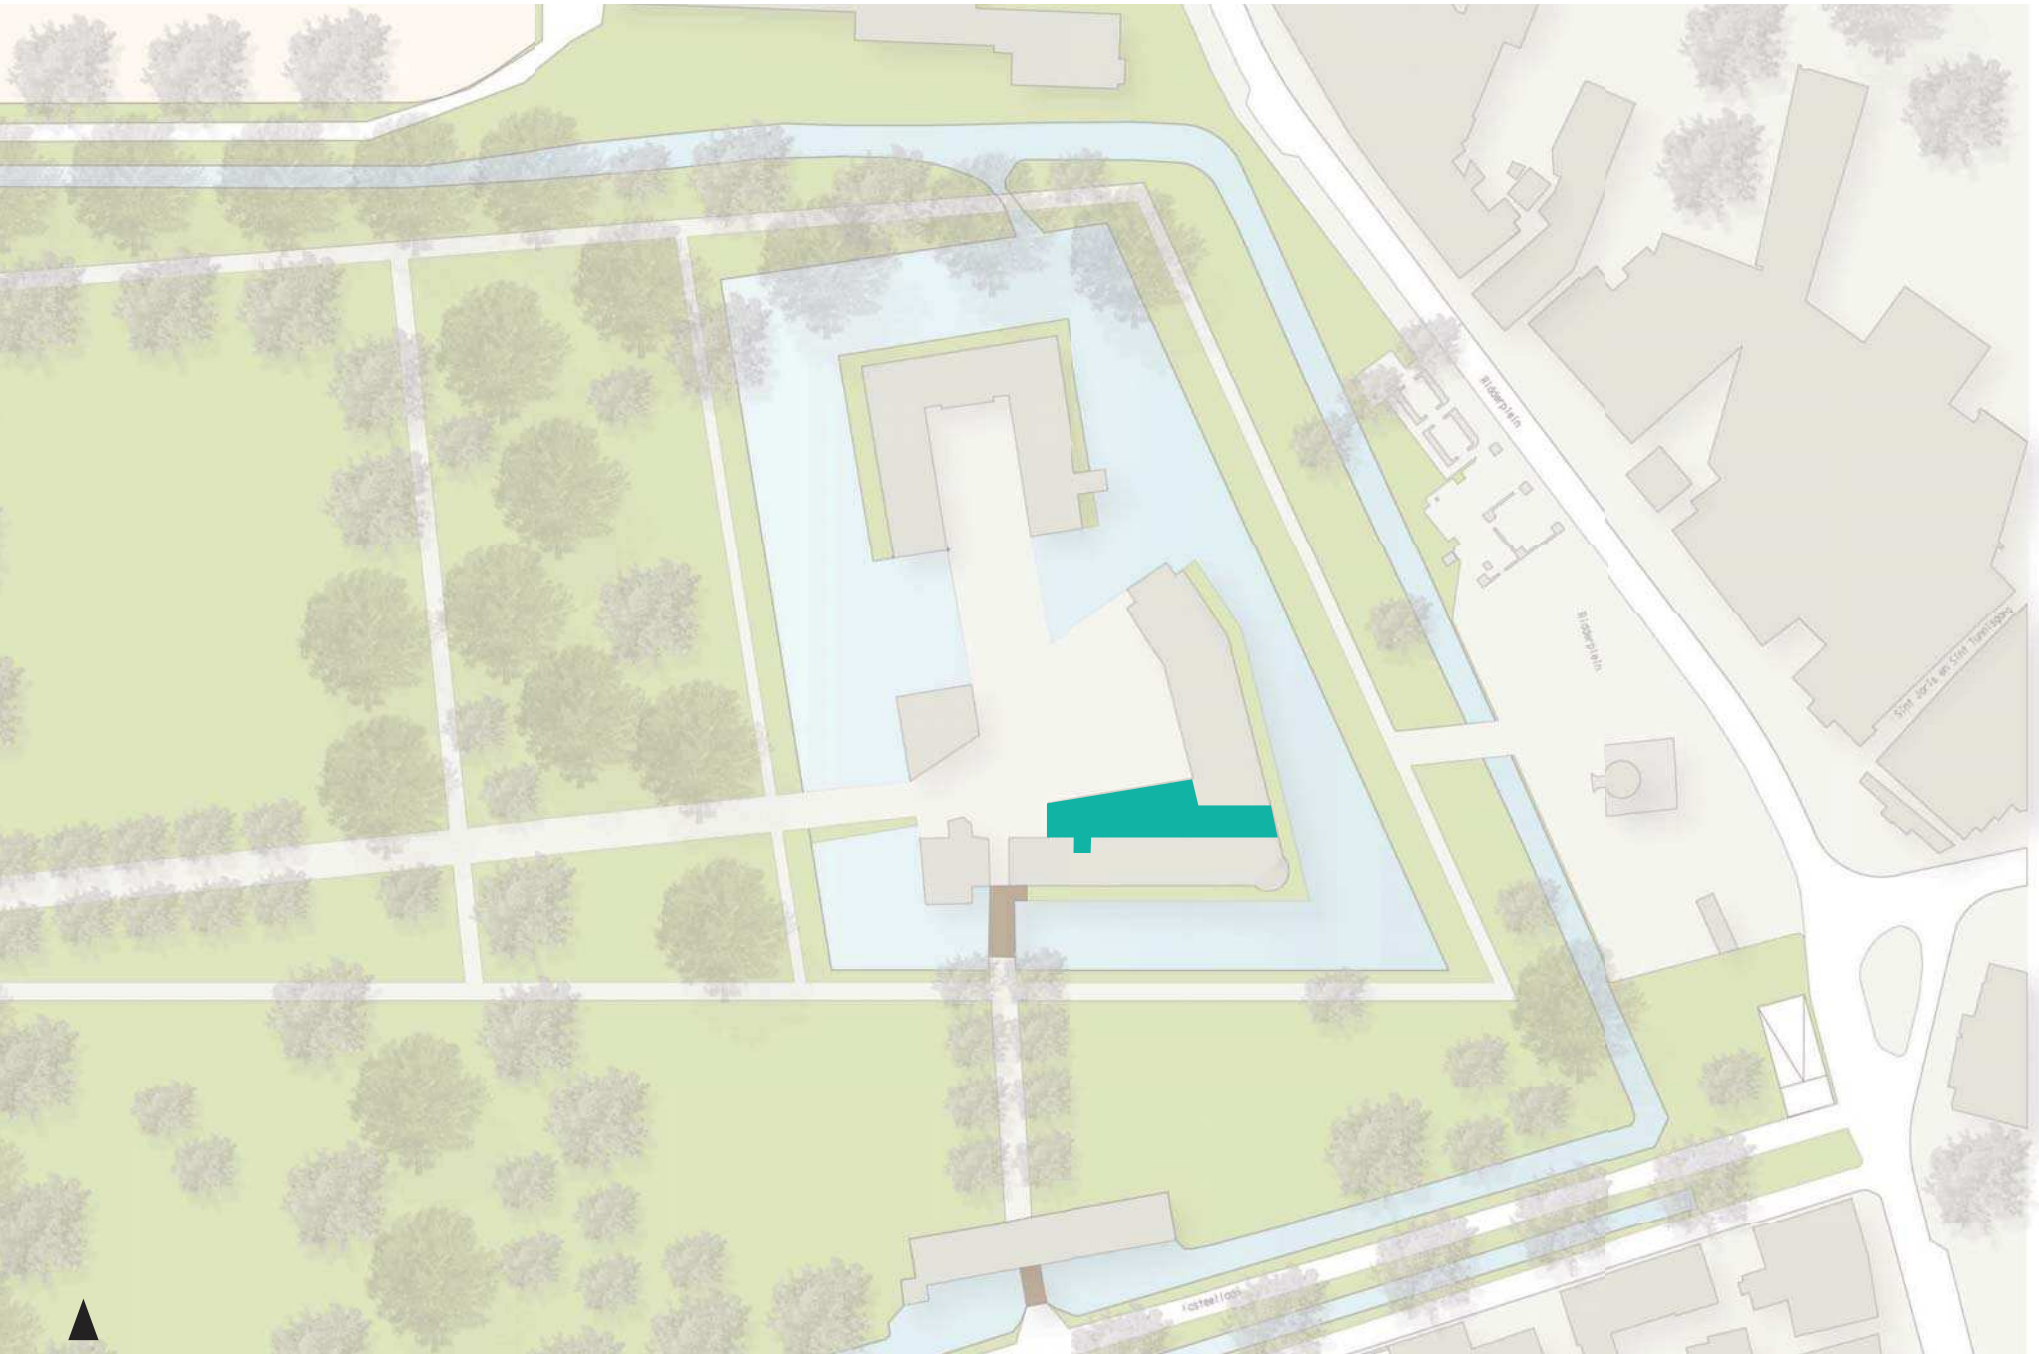 Ridderplein
Ridderplein
Sint Joris en Sint Tunnisgang
Kasteellaan